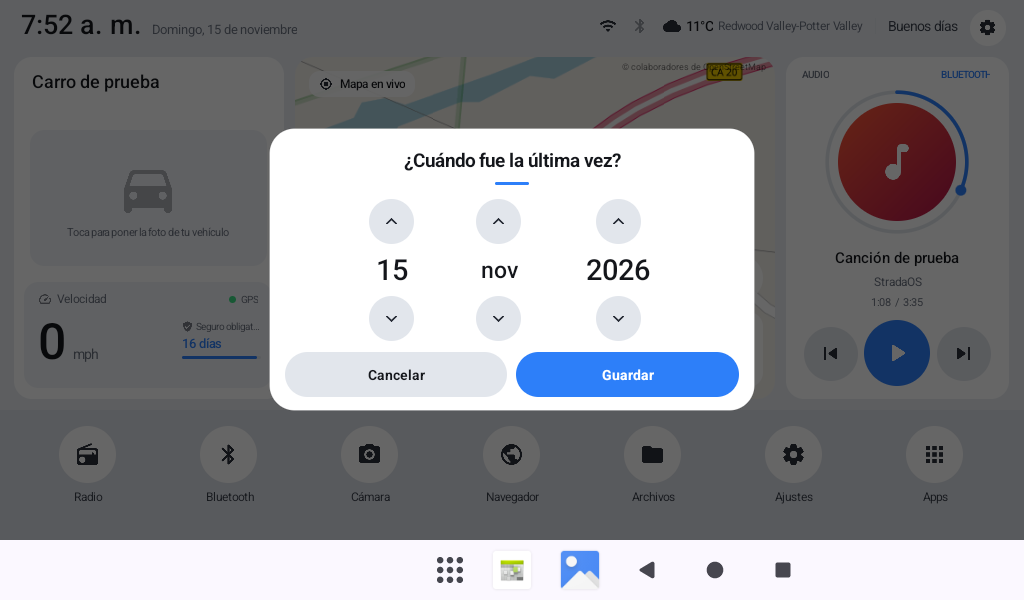 7:52 a. m.
Domingo, 15 de noviembre
11°C
Redwood Valley-Potter Valley
Buenos días
Carro de prueba
Toca para poner la foto de tu vehículo
Velocidad
GPS
0
mph
Seguro obligat...
16 días
Mapa en vivo
© colaboradores de
CA 20
¿Cuándo fue la última vez?
15
nov
2026
Cancelar
Guardar
AUDIO
BLUETOOTH
Canción de prueba
StradaOS
1:08 / 3:35
Radio
Bluetooth
Cámara
Navegador
Archivos
Ajustes
Apps